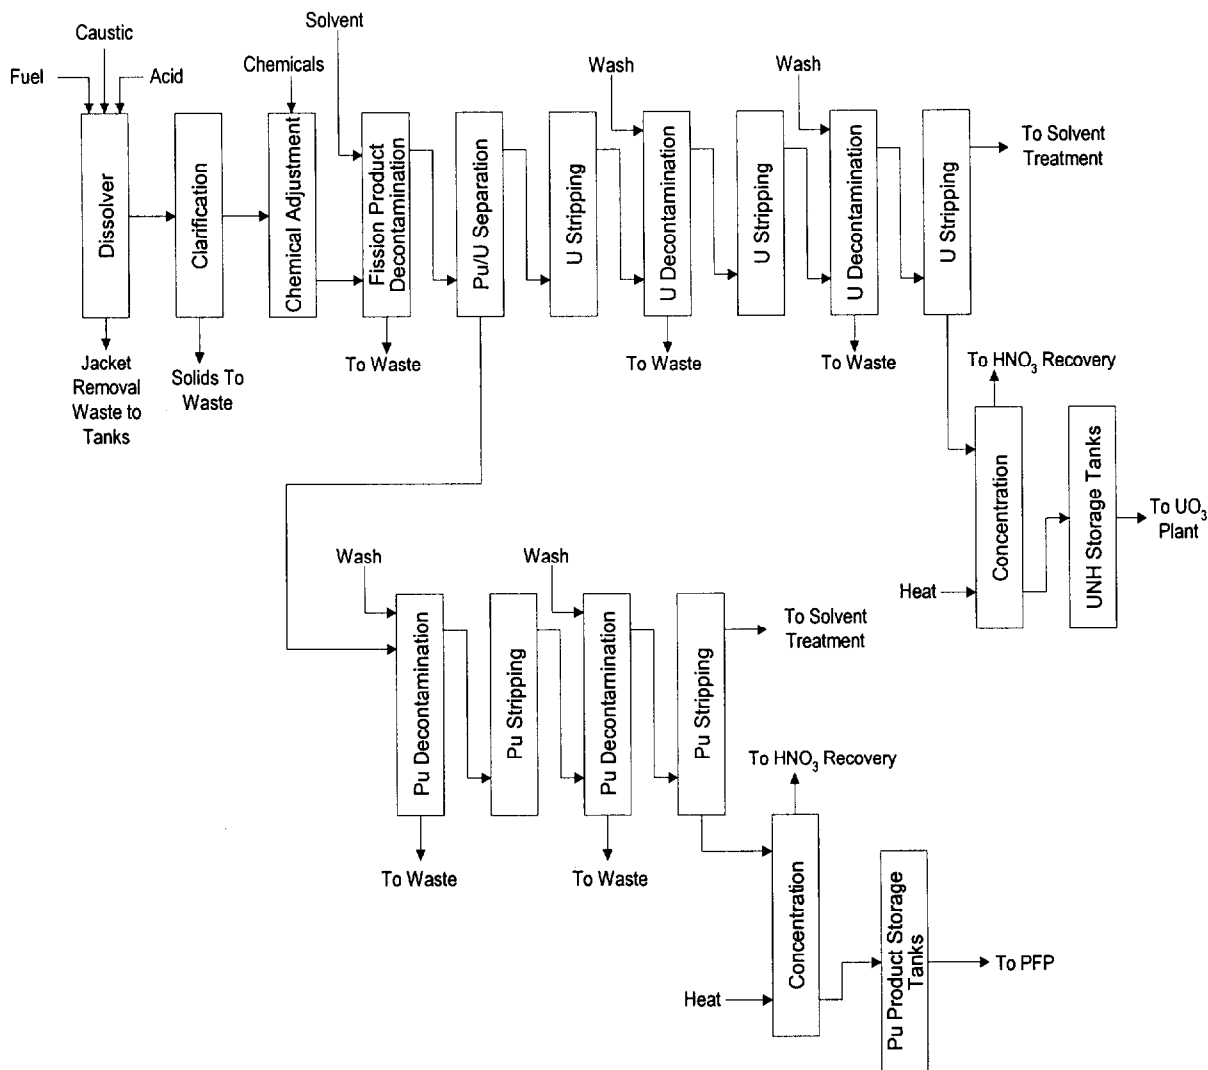 Solvent
Caustic
Fuel
Acid
Chemicals
Wash
Wash
Dissolver
Clarification
Chemical Adjustment
Fission Product
Decontamination
Pu/U Separation
U Stripping
U Decontamination
U Stripping
U Decontamination
U Stripping
To Solvent
Treatment
Jacket
Removal
Waste to
Tanks
Solids To
Waste
To Waste
To Waste
To Waste
To HNO₃ Recovery
Concentration
UNH Storage Tanks
To UO₃
Plant
Heat
Wash
Wash
Pu Decontamination
Pu Stripping
Pu Decontamination
Pu Stripping
To Solvent
Treatment
To Waste
To Waste
To HNO₃ Recovery
Concentration
Pu Product Storage
Tanks
Heat
To PFP